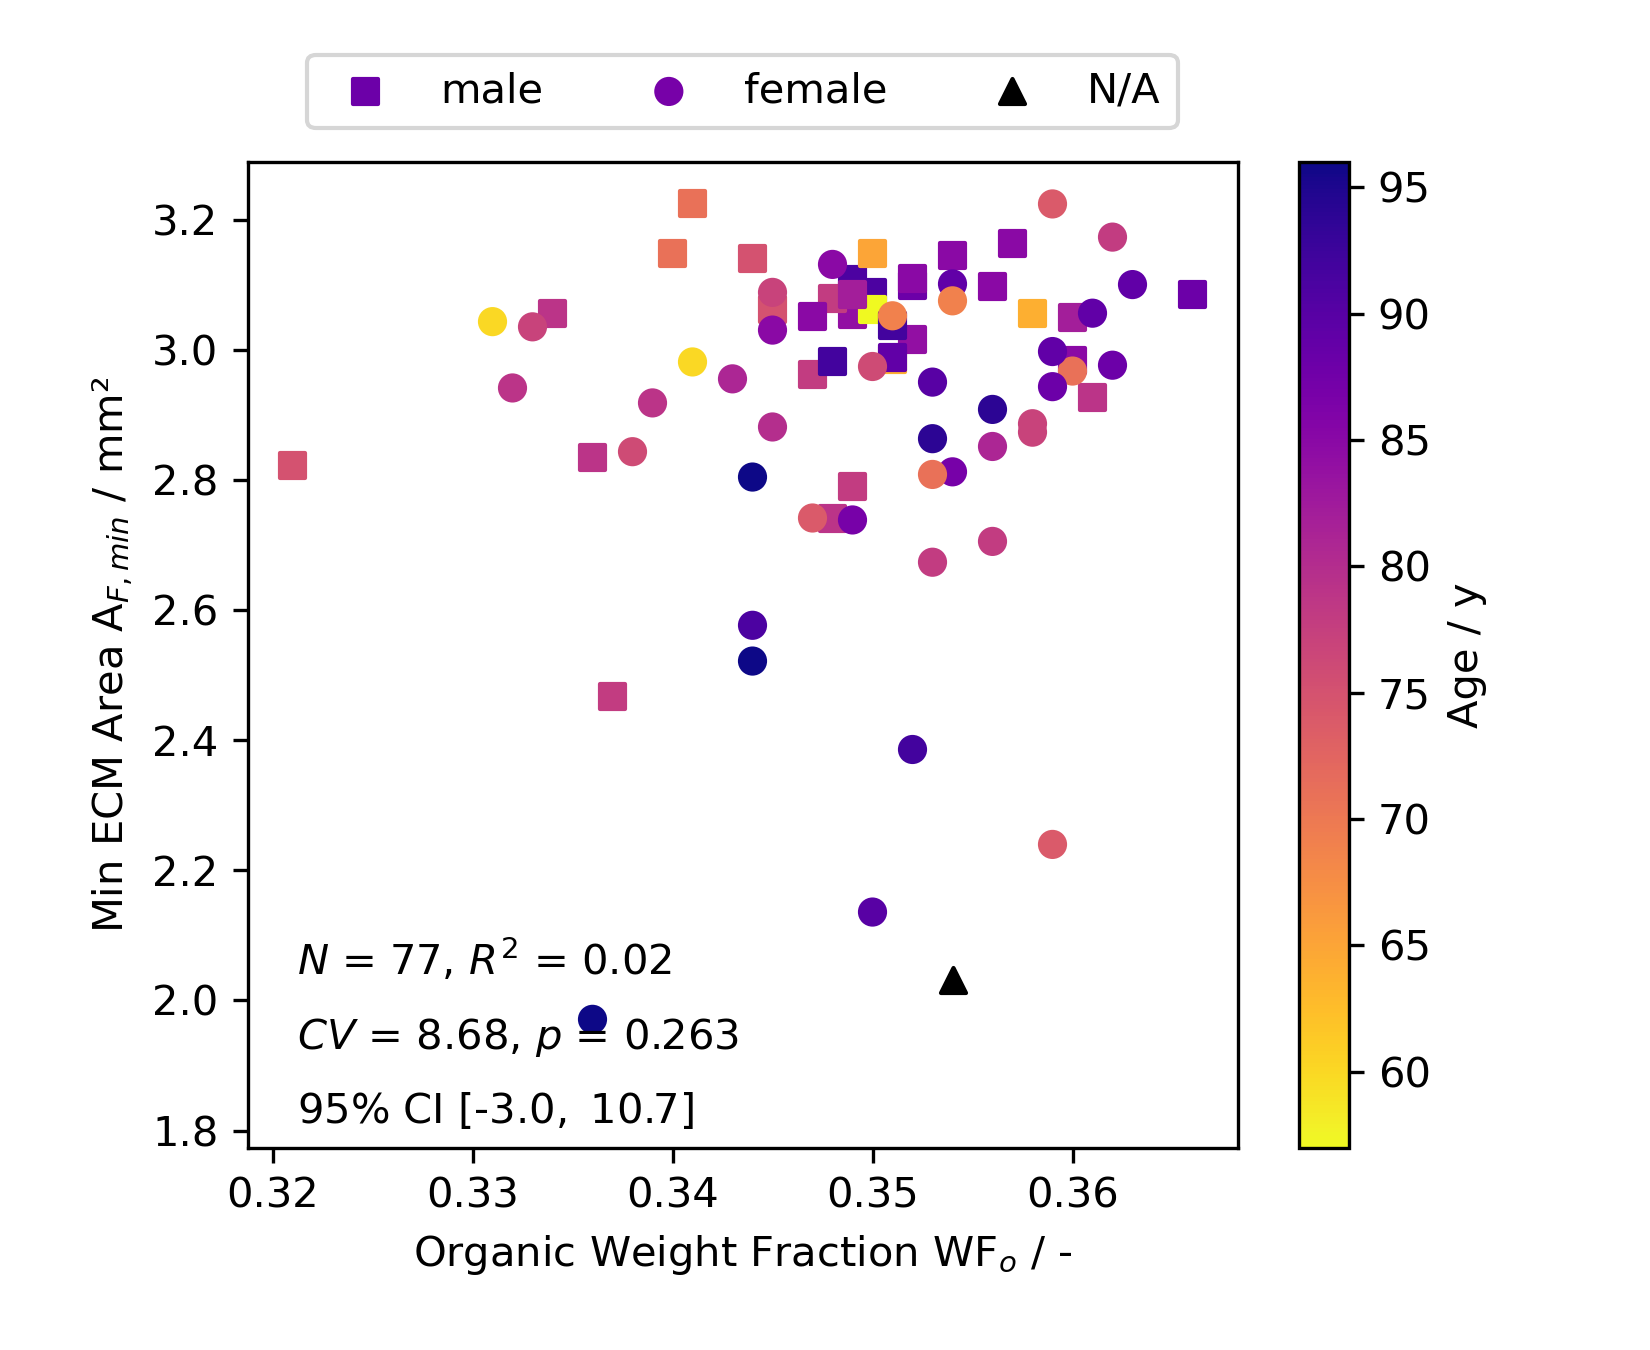 male female N/A
3.2
3.0
2.8
2.6
2.4
2.2
2.0
1.8
Min ECM Area A_{F,min} / mm²
N = 77, R² = 0.02
CV = 8.68, p = 0.263
95% CI [-3.0, 10.7]
0.32 0.33 0.34 0.35 0.36
Organic Weight Fraction WF_o / -
95
90
85
80
75
70
65
60
Age / y